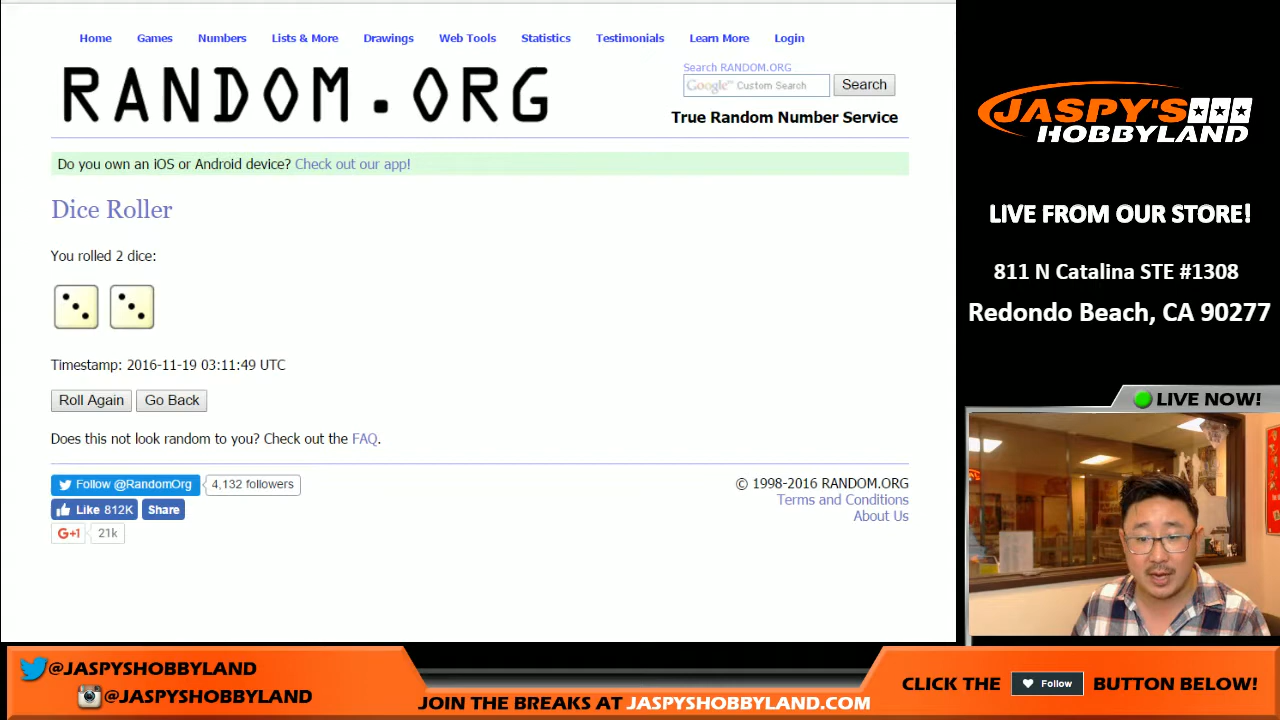 Home Games Numbers Lists & More Drawings Web Tools Statistics Testimonials Learn More Login
RANDOM.ORG
Search RANDOM.ORG
Google™ Custom Search Search
True Random Number Service
Do you own an iOS or Android device? Check out our app!
Dice Roller
You rolled 2 dice:
Timestamp: 2016-11-19 03:11:49 UTC
Roll Again Go Back
Does this not look random to you? Check out the FAQ.
Follow @RandomOrg 4,132 followers
Like 812K Share
G+1 21k
© 1998-2016 RANDOM.ORG
Terms and Conditions
About Us
JASPY'S
HOBBYLAND
LIVE FROM OUR STORE!
811 N Catalina STE #1308
Redondo Beach, CA 90277
LIVE NOW!
@JASPYSHOBBYLAND
@JASPYSHOBBYLAND
JOIN THE BREAKS AT JASPYSHOBBYLAND.COM
CLICK THE Follow BUTTON BELOW!